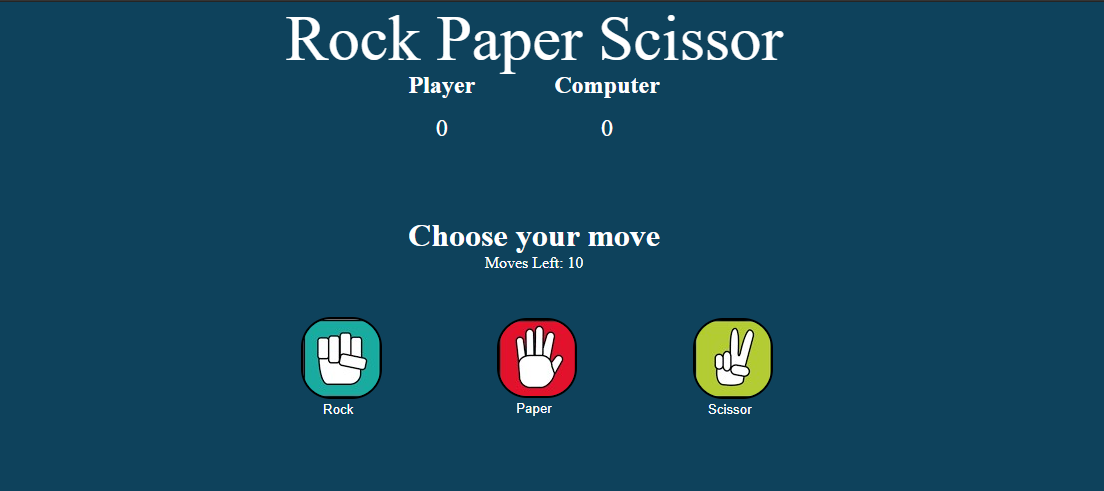 Rock Paper Scissor
Player Computer
0 0
Choose your move
Moves Left: 10
Rock Paper Scissor